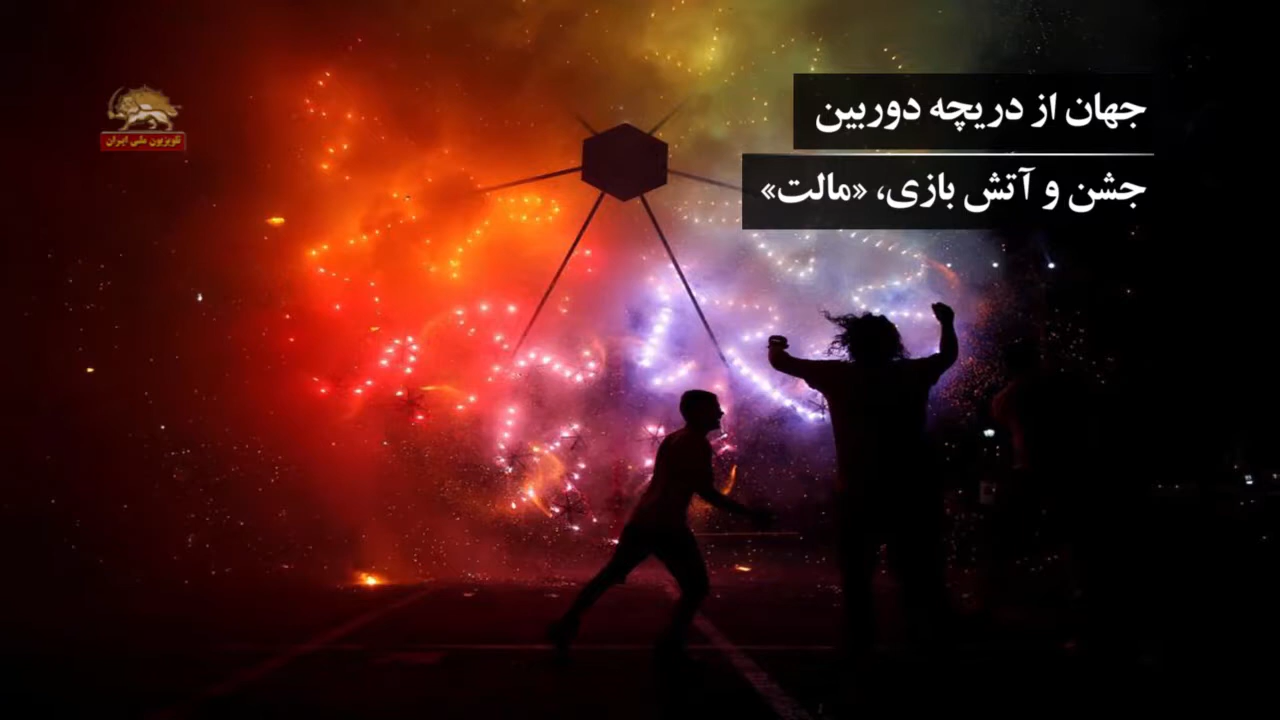 جهان از دریچه دوربین
جشن و آتش بازی، «مالت»
تلویزیون ملی ایران